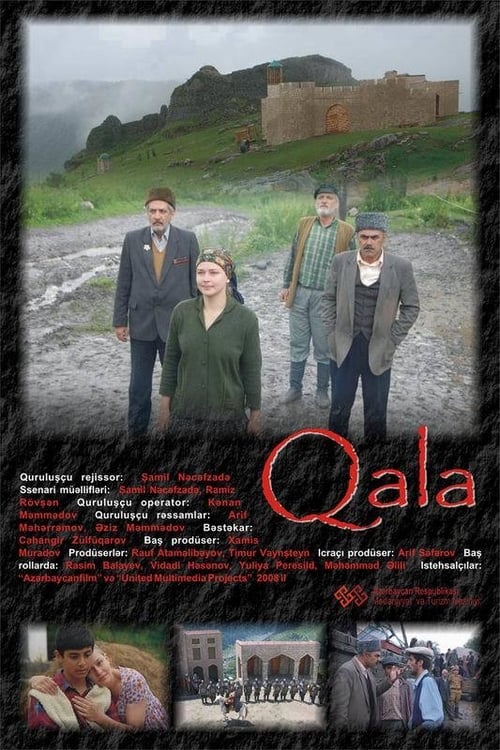 Qala
Quruluşçu rejissor: Şamil Nəcəfzadə
Ssenari müəllifləri: Şamil Nəcəfzadə, Ramiz
Rövşən Quruluşçu operator: Kənan
Məmmədov Quruluşçu rəssamlar: Arif
Məhərrəmov, Əziz Məmmədov Bəstəkar:
Cahangir Zülfüqarov Baş prodüser: Xamis
Muradov Prodüserlər: Rauf Atamalıbəyov, Timur Vaynşteyn İcraçı prodüser: Arif Səfərov Baş
rollarda: Rasim Balayev, Vidadi Həsənov, Yuliya Peresild, Məhəmməd Əlili İstehsalçılar:
"Azərbaycanfilm" və "United Multimedia Projects" 2008 il
Azərbaycan Respublikası
Mədəniyyət və Turizm Nazirliyi